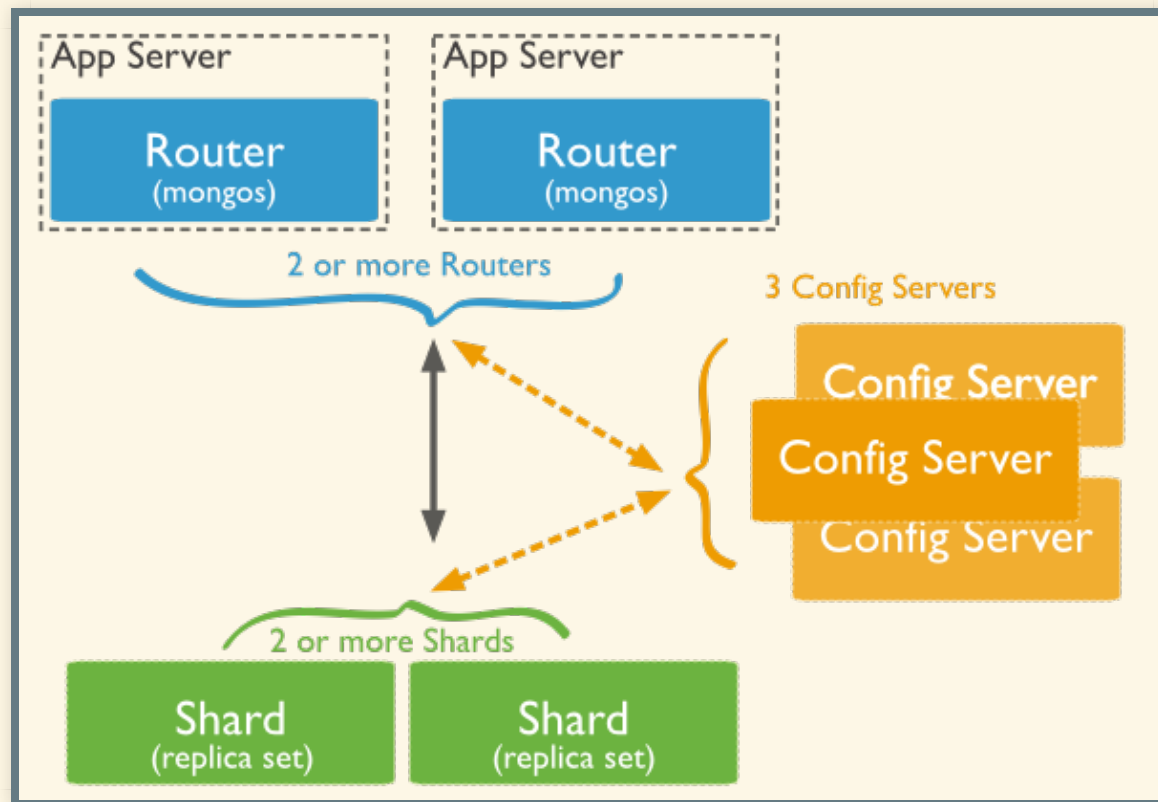 App Server
Router
(mongos)
App Server
Router
(mongos)
2 or more Routers
3 Config Servers
Config Server
Config Server
Config Server
2 or more Shards
Shard
(replica set)
Shard
(replica set)